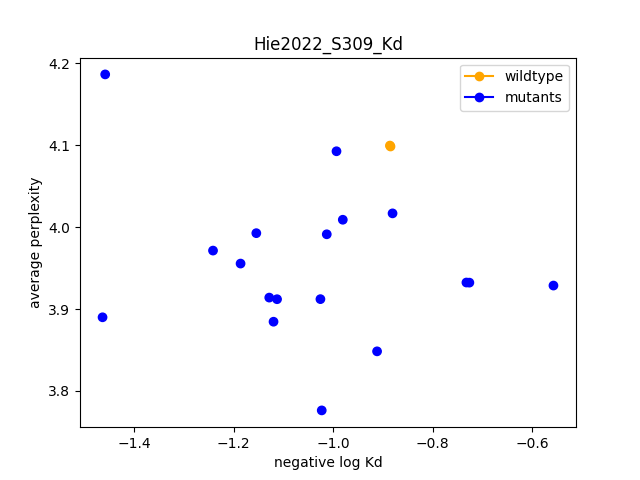 Hie2022_S309_Kd
wildtype
mutants
4.2
4.1
4.0
3.9
3.8
average perplexity
−1.4
−1.2
−1.0
−0.8
−0.6
negative log Kd